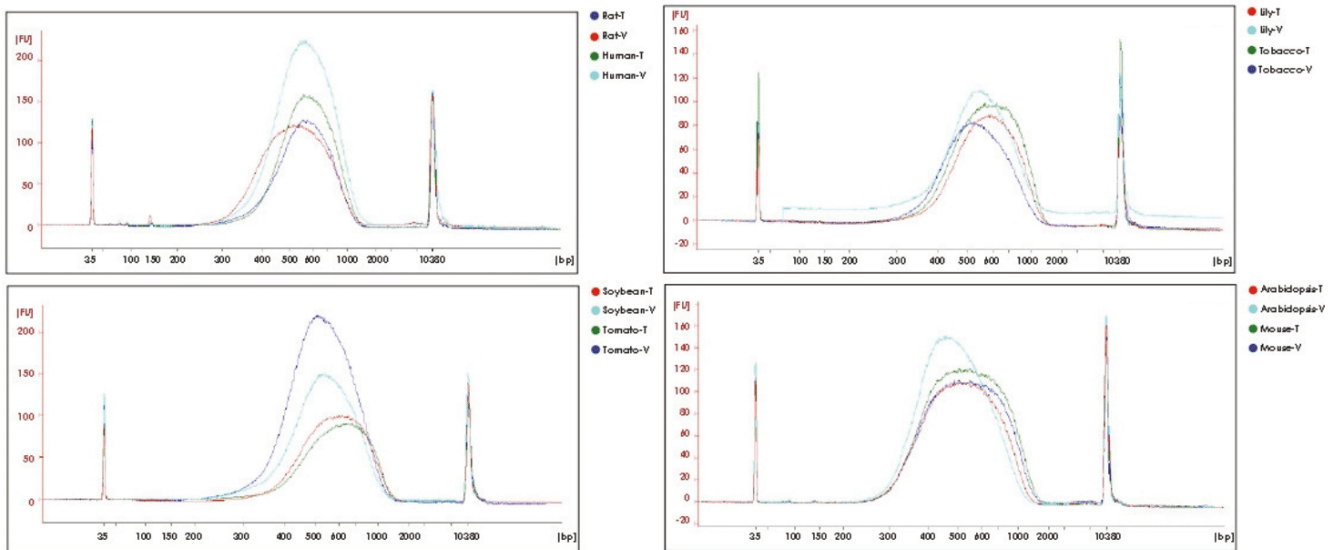 [FU]
200
150
100
50
0
35 100 150 200 300 400 500 600 1000 2000 10380 [bp]
Rat-T
Rat-V
Human-T
Human-V
[FU]
160
140
120
100
80
60
40
20
0
-20
35 100 150 200 300 400 500 600 1000 2000 10380 [bp]
Lily-T
Lily-V
Tobacco-T
Tobacco-V
[FU]
200
150
100
50
0
35 100 150 200 300 500 600 1000 2000 10380 [bp]
Soybean-T
Soybean-V
Tomato-T
Tomato-V
[FU]
160
140
120
100
80
60
40
20
0
-20
35 100 150 200 300 400 500 600 1000 2000 10380 [bp]
Arabidopsis-T
Arabidopsis-V
Mouse-T
Mouse-V